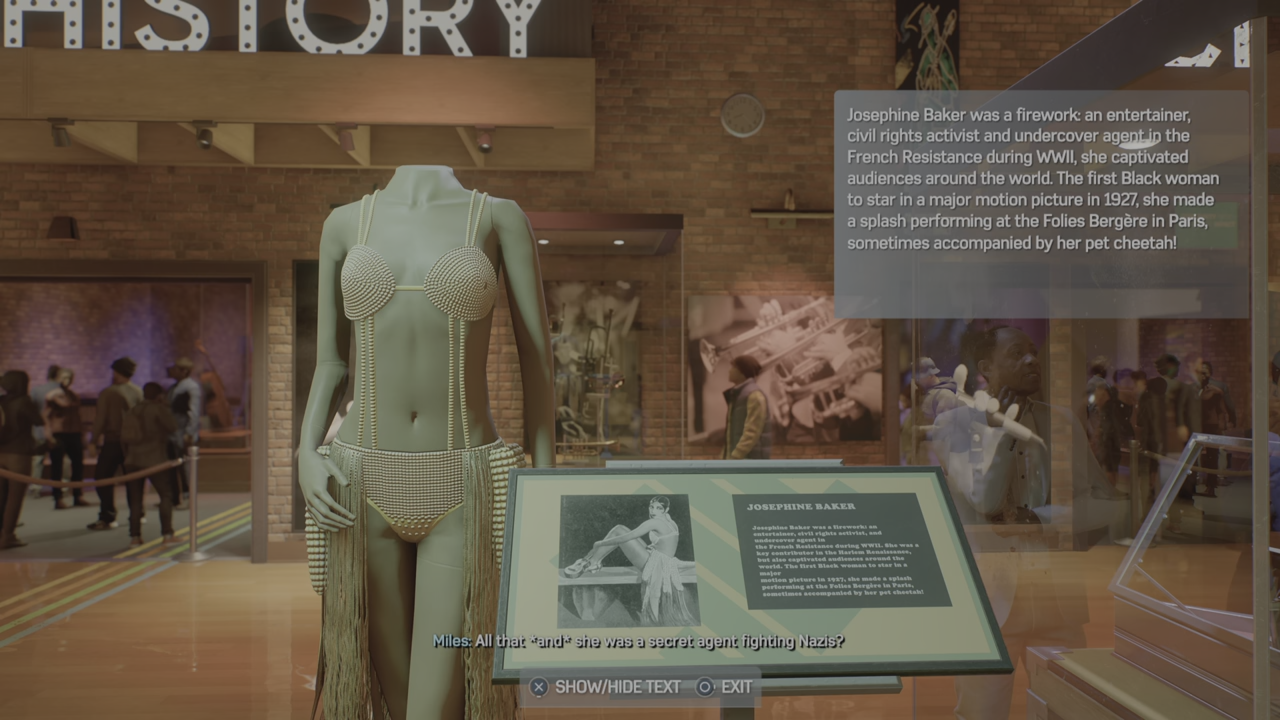 HISTORY
Josephine Baker was a firework: an entertainer,
civil rights activist and undercover agent in the
French Resistance during WWII, she captivated
audiences around the world. The first Black woman
to star in a major motion picture in 1927, she made
a splash performing at the Folies Bergère in Paris,
sometimes accompanied by her pet cheetah!
JOSEPHINE BAKER
Josephine Baker was a firework: an
entertainer, civil rights activist, and
undercover agent in
the French Resistance during WWII. She was a
key contributor in the Harlem Renaissance,
but also captivated audiences around the
world. The first Black woman to star in a
major
motion picture in 1927, she made a splash
performing at the Folies Bergère in Paris,
sometimes accompanied by her pet cheetah!
Miles: All that *and* she was a secret agent fighting Nazis?
SHOW/HIDE TEXT EXIT